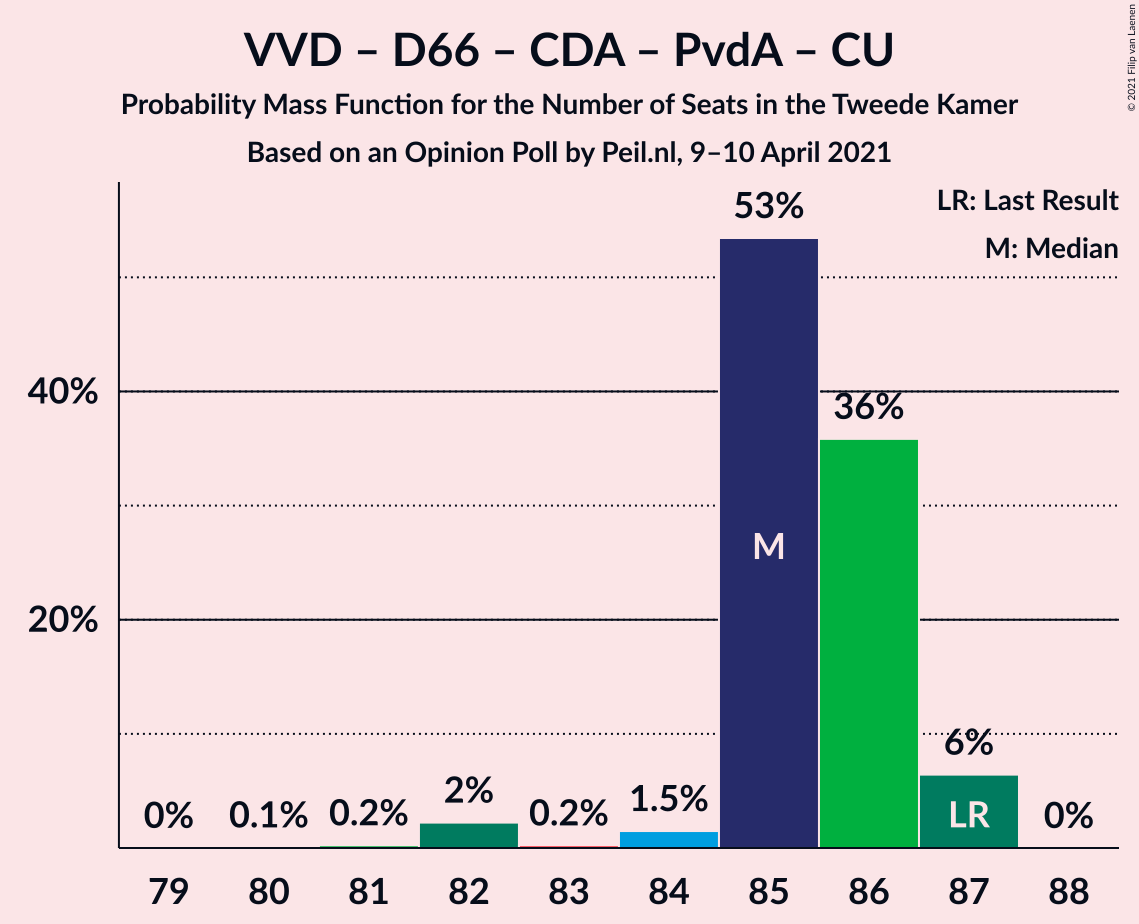 VVD – D66 – CDA – PvdA – CU
Probability Mass Function for the Number of Seats in the Tweede Kamer
Based on an Opinion Poll by Peil.nl, 9–10 April 2021
© 2021 Filip van Laenen
LR: Last Result
M: Median
53%
40%
36%
M
20%
6%
2%
1.5%
0%
0.1%
0.2%
0.2%
LR
0%
79
80
81
82
83
84
85
86
87
88